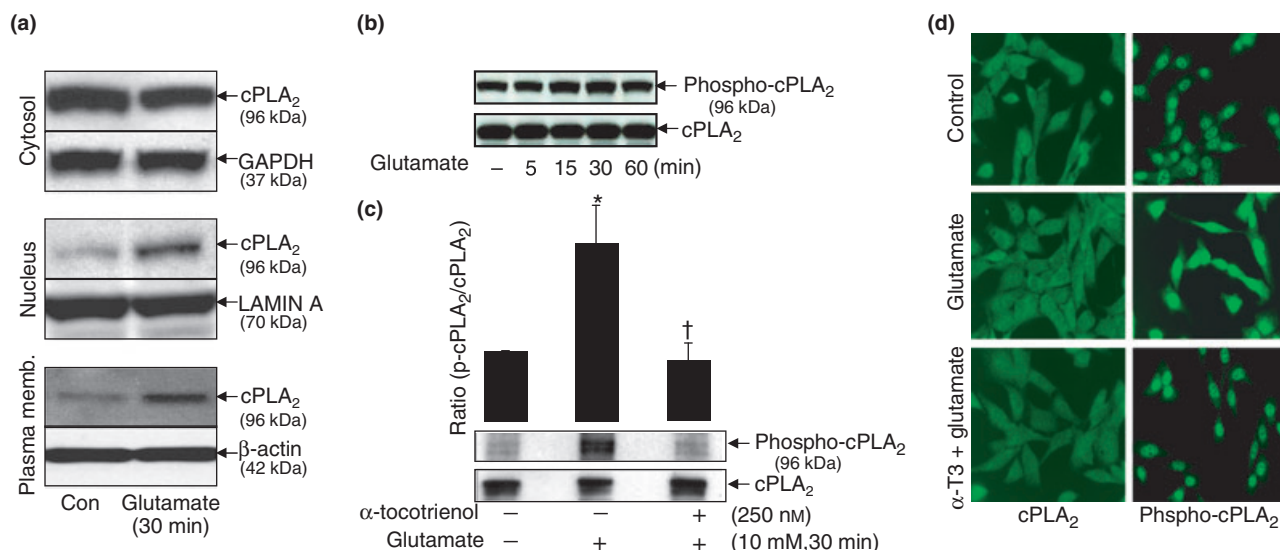 (a)
Cytosol
cPLA₂
(96 kDa)
GAPDH
(37 kDa)
Nucleus
cPLA₂
(96 kDa)
LAMIN A
(70 kDa)
Plasma memb.
cPLA₂
(96 kDa)
β-actin
(42 kDa)
Con Glutamate
(30 min)
(b)
Phospho-cPLA₂
(96 kDa)
cPLA₂
Glutamate – 5 15 30 60 (min)
(c)
Ratio (p-cPLA₂/cPLA₂)
*
†
Phospho-cPLA₂
(96 kDa)
cPLA₂
α-tocotrienol – – + (250 nM)
Glutamate – + + (10 mM,30 min)
(d)
Control
Glutamate
α-T3 + glutamate
cPLA₂ Phspho-cPLA₂